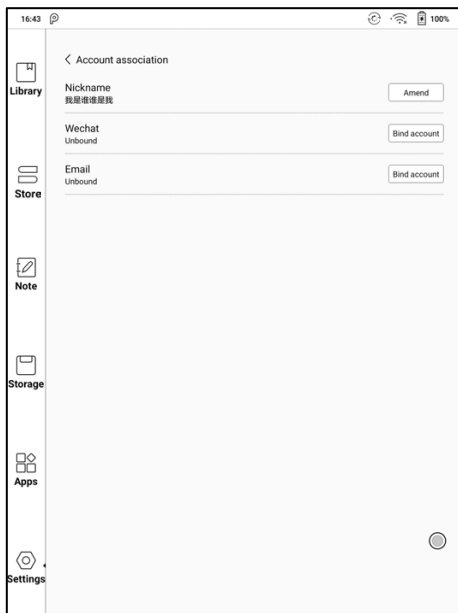 16:43
100%
Account association
Nickname
我是谁谁是我
Amend
Wechat
Unbound
Bind account
Email
Unbound
Bind account
Library
Store
Note
Storage
Apps
Settings